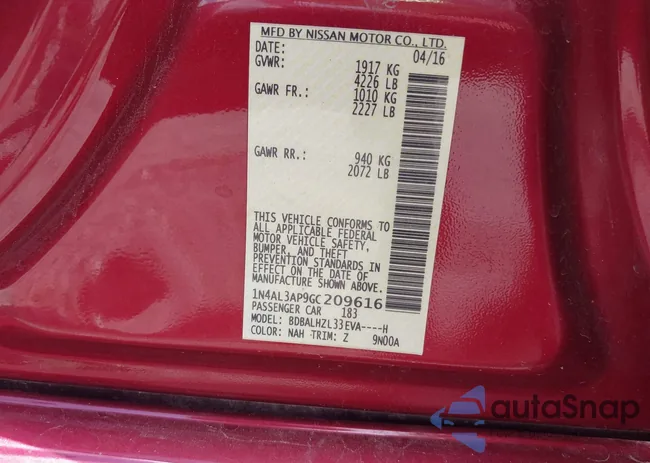 MFD BY NISSAN MOTOR CO., LTD.
DATE: 04/16
GVWR: 1917 KG
4226 LB
GAWR FR.: 1010 KG
2227 LB
GAWR RR.: 940 KG
2072 LB
THIS VEHICLE CONFORMS TO
ALL APPLICABLE FEDERAL
MOTOR VEHICLE SAFETY,
BUMPER, AND THEFT
PREVENTION STANDARDS IN
EFFECT ON THE DATE OF
MANUFACTURE SHOWN ABOVE.
1N4AL3AP9GC209616
PASSENGER CAR 183
MODEL: BDBALHZL33EVA----H
COLOR: NAH TRIM: Z 9N00A
autoSnap